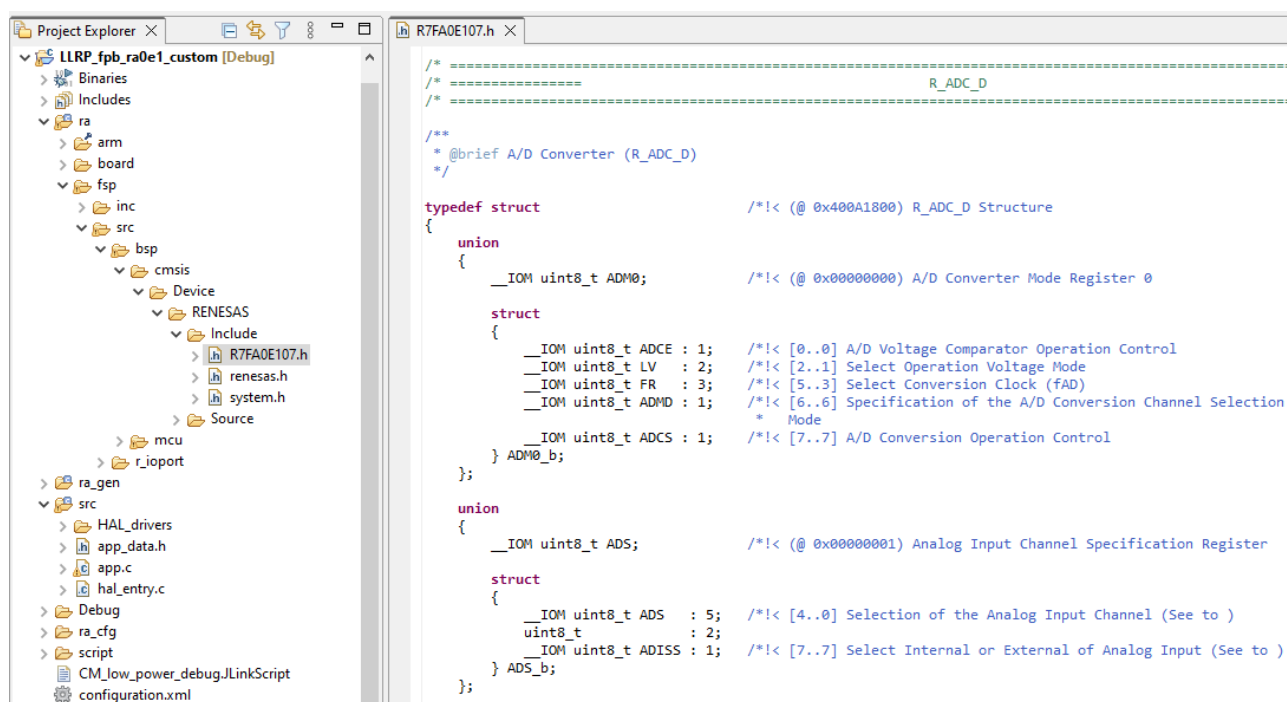 Project Explorer
LLRP_fpb_ra0e1_custom [Debug]
Binaries
Includes
ra
arm
board
fsp
inc
src
bsp
cmsis
Device
RENESAS
Include
R7FA0E107.h
renesas.h
system.h
Source
mcu
r_ioport
ra_gen
src
HAL_drivers
app_data.h
app.c
hal_entry.c
Debug
ra_cfg
script
CM_low_power_debug.JLinkScript
configuration.xml
R7FA0E107.h
/* =====================================================================================================
/* ================ R_ADC_D
/* =====================================================================================================
/**
* @brief A/D Converter (R_ADC_D)
*/
typedef struct /*!< (@ 0x400A1800) R_ADC_D Structure
{
union
{
__IOM uint8_t ADM0; /*!< (@ 0x00000000) A/D Converter Mode Register 0
struct
{
__IOM uint8_t ADCE : 1; /*!< [0..0] A/D Voltage Comparator Operation Control
__IOM uint8_t LV : 2; /*!< [2..1] Select Operation Voltage Mode
__IOM uint8_t FR : 3; /*!< [5..3] Select Conversion Clock (fAD)
__IOM uint8_t ADMD : 1; /*!< [6..6] Specification of the A/D Conversion Channel Selection
* Mode
__IOM uint8_t ADCS : 1; /*!< [7..7] A/D Conversion Operation Control
} ADM0_b;
};
union
{
__IOM uint8_t ADS; /*!< (@ 0x00000001) Analog Input Channel Specification Register
struct
{
__IOM uint8_t ADS : 5; /*!< [4..0] Selection of the Analog Input Channel (See to )
uint8_t : 2;
__IOM uint8_t ADISS : 1; /*!< [7..7] Select Internal or External of Analog Input (See to )
} ADS_b;
};